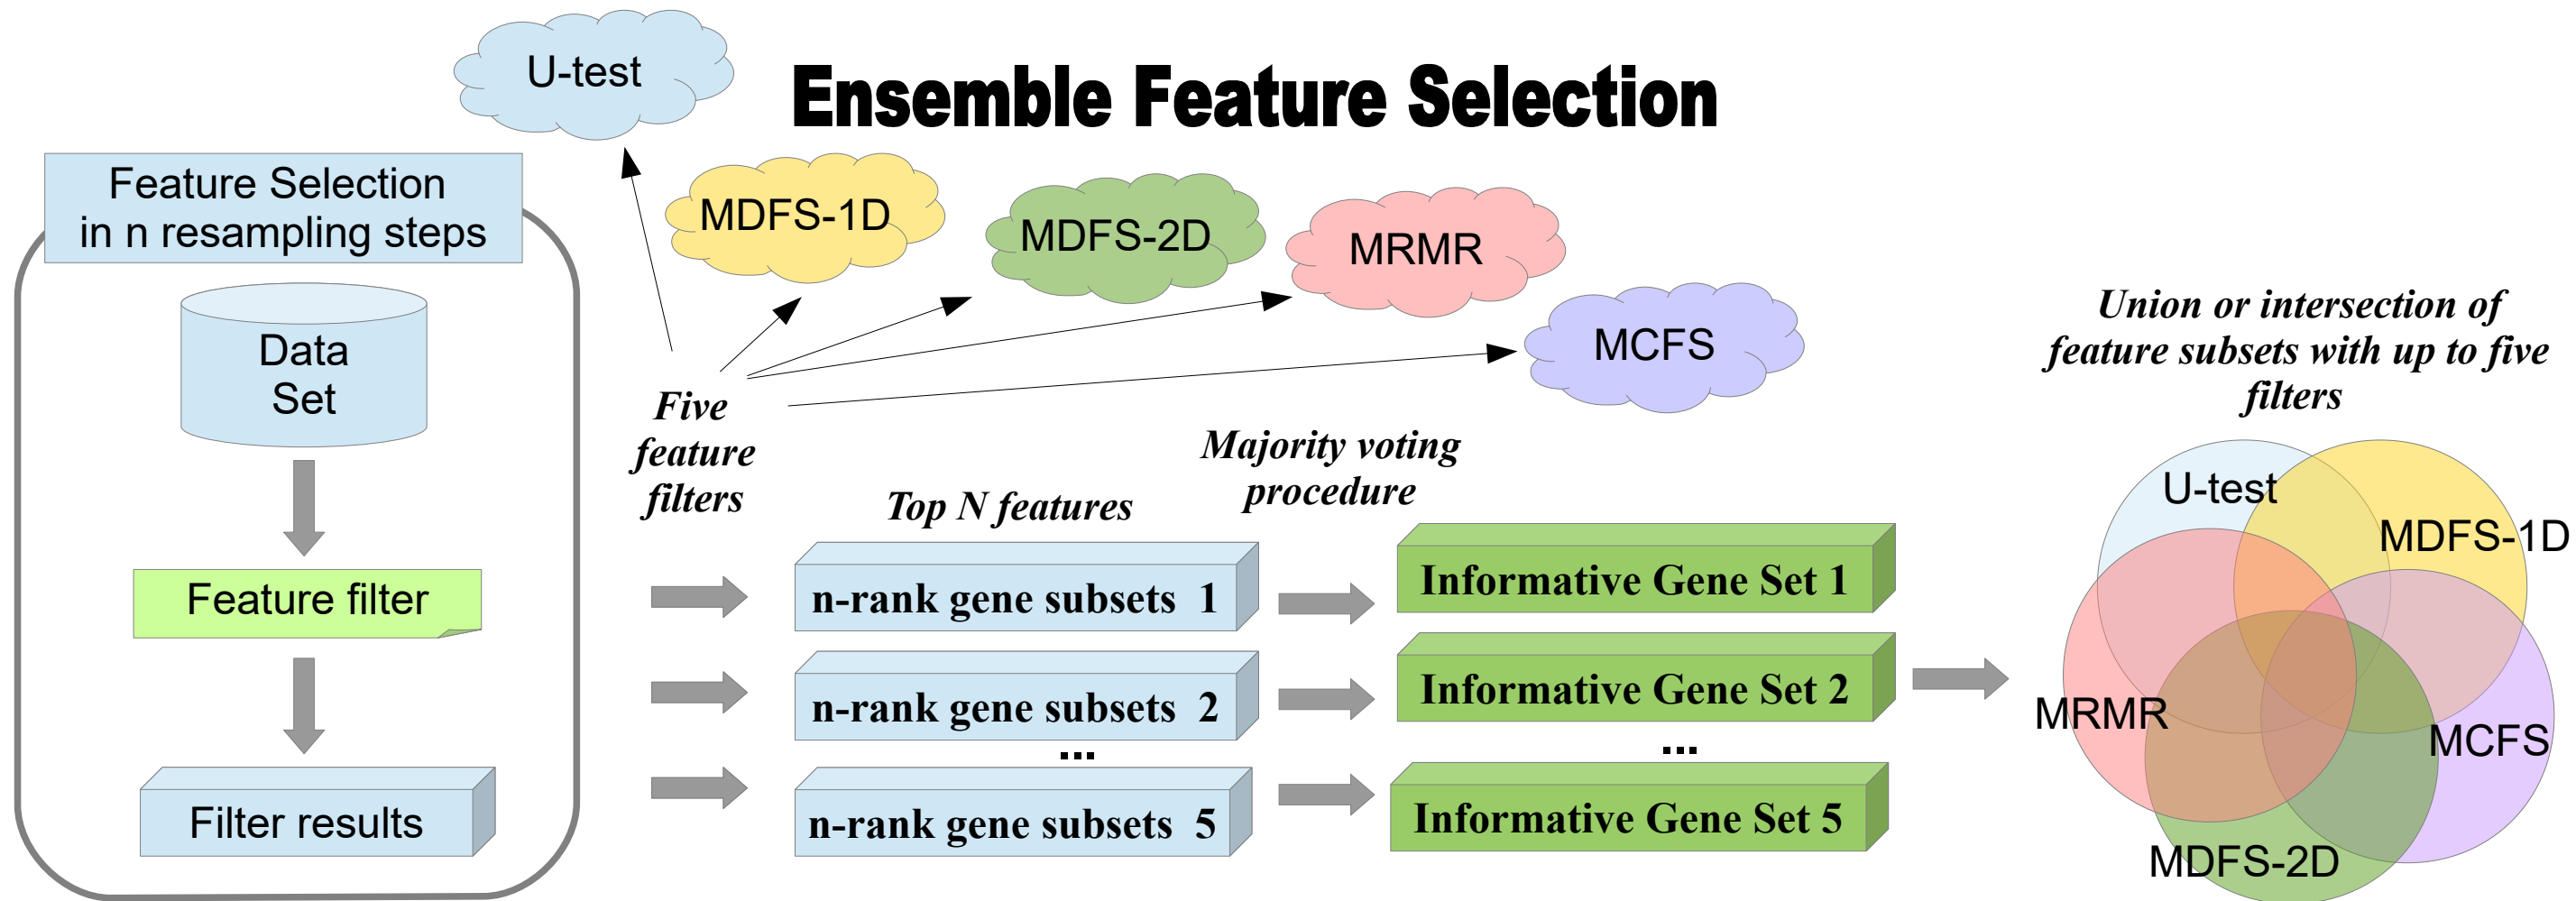 U-test
Ensemble Feature Selection
Feature Selection
in n resampling steps
MDFS-1D
MDFS-2D
MRMR
MCFS
Data
Set
Feature filter
Filter results
Five
feature
filters
Top N features
n-rank gene subsets 1
n-rank gene subsets 2
...
n-rank gene subsets 5
Majority voting
procedure
Informative Gene Set 1
Informative Gene Set 2
...
Informative Gene Set 5
Union or intersection of
feature subsets with up to five
filters
U-test
MDFS-1D
MRMR
MCFS
MDFS-2D